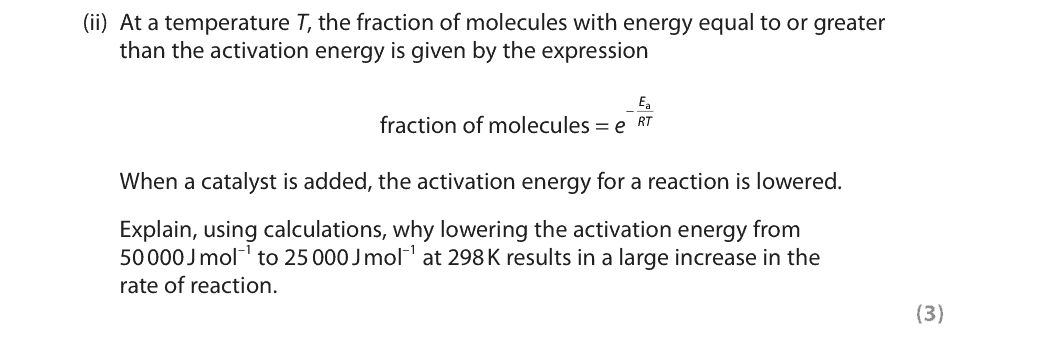 (ii) At a temperature T, the fraction of molecules with energy equal to or greater
than the activation energy is given by the expression
fraction of molecules = e^(−Eₐ/RT)
When a catalyst is added, the activation energy for a reaction is lowered.
Explain, using calculations, why lowering the activation energy from
50 000 J mol⁻¹ to 25 000 J mol⁻¹ at 298 K results in a large increase in the
rate of reaction.
(3)